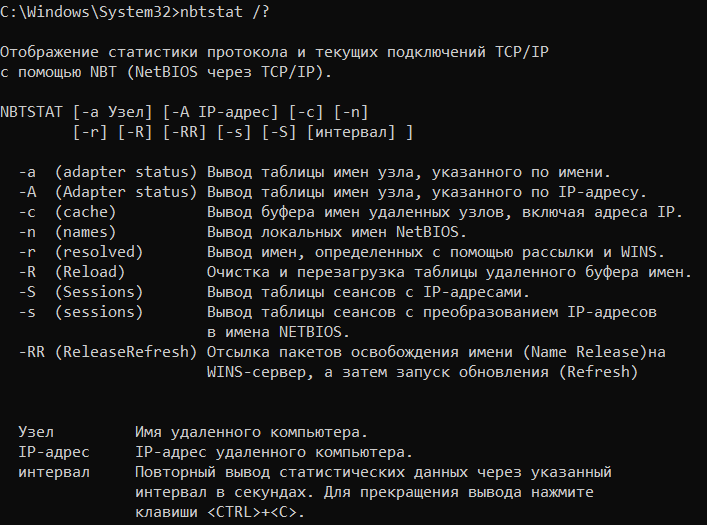 C:\Windows\System32>nbtstat /?
Отображение статистики протокола и текущих подключений TCP/IP
с помощью NBT (NetBIOS через TCP/IP).
NBTSTAT [-a Узел] [-A IP-адрес] [-c] [-n]
[-r] [-R] [-RR] [-s] [-S] [интервал] ]
-a (adapter status) Вывод таблицы имен узла, указанного по имени.
-A (Adapter status) Вывод таблицы имен узла, указанного по IP-адресу.
-c (cache) Вывод буфера имен удаленных узлов, включая адреса IP.
-n (names) Вывод локальных имен NetBIOS.
-r (resolved) Вывод имен, определенных с помощью рассылки и WINS.
-R (Reload) Очистка и перезагрузка таблицы удаленного буфера имен.
-S (Sessions) Вывод таблицы сеансов с IP-адресами.
-s (sessions) Вывод таблицы сеансов с преобразованием IP-адресов
в имена NETBIOS.
-RR (ReleaseRefresh) Отсылка пакетов освобождения имени (Name Release)на
WINS-сервер, а затем запуск обновления (Refresh)
Узел Имя удаленного компьютера.
IP-адрес IP-адрес удаленного компьютера.
интервал Повторный вывод статистических данных через указанный
интервал в секундах. Для прекращения вывода нажмите
клавиши <CTRL>+<C>.